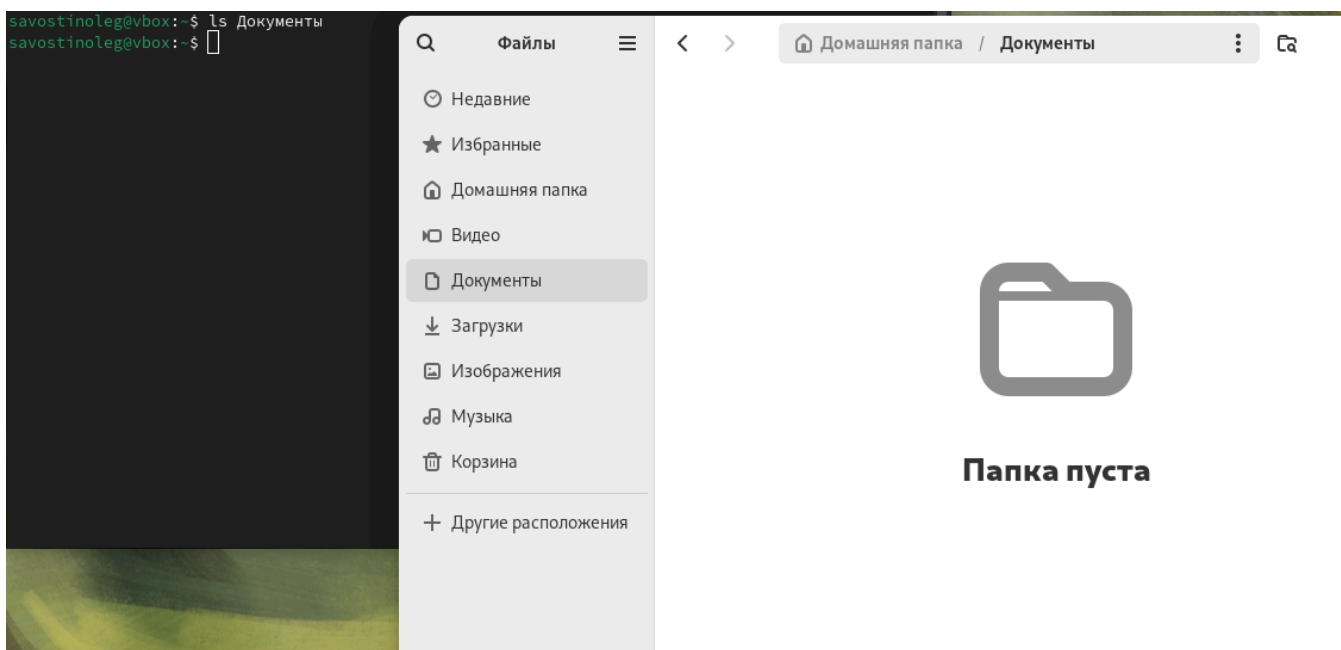 savostinoleg@vbox:~$ ls Документы
savostinoleg@vbox:~$
Файлы
Домашняя папка / Документы
Недавние
Избранные
Домашняя папка
Видео
Документы
Загрузки
Изображения
Музыка
Корзина
Другие расположения
Папка пуста